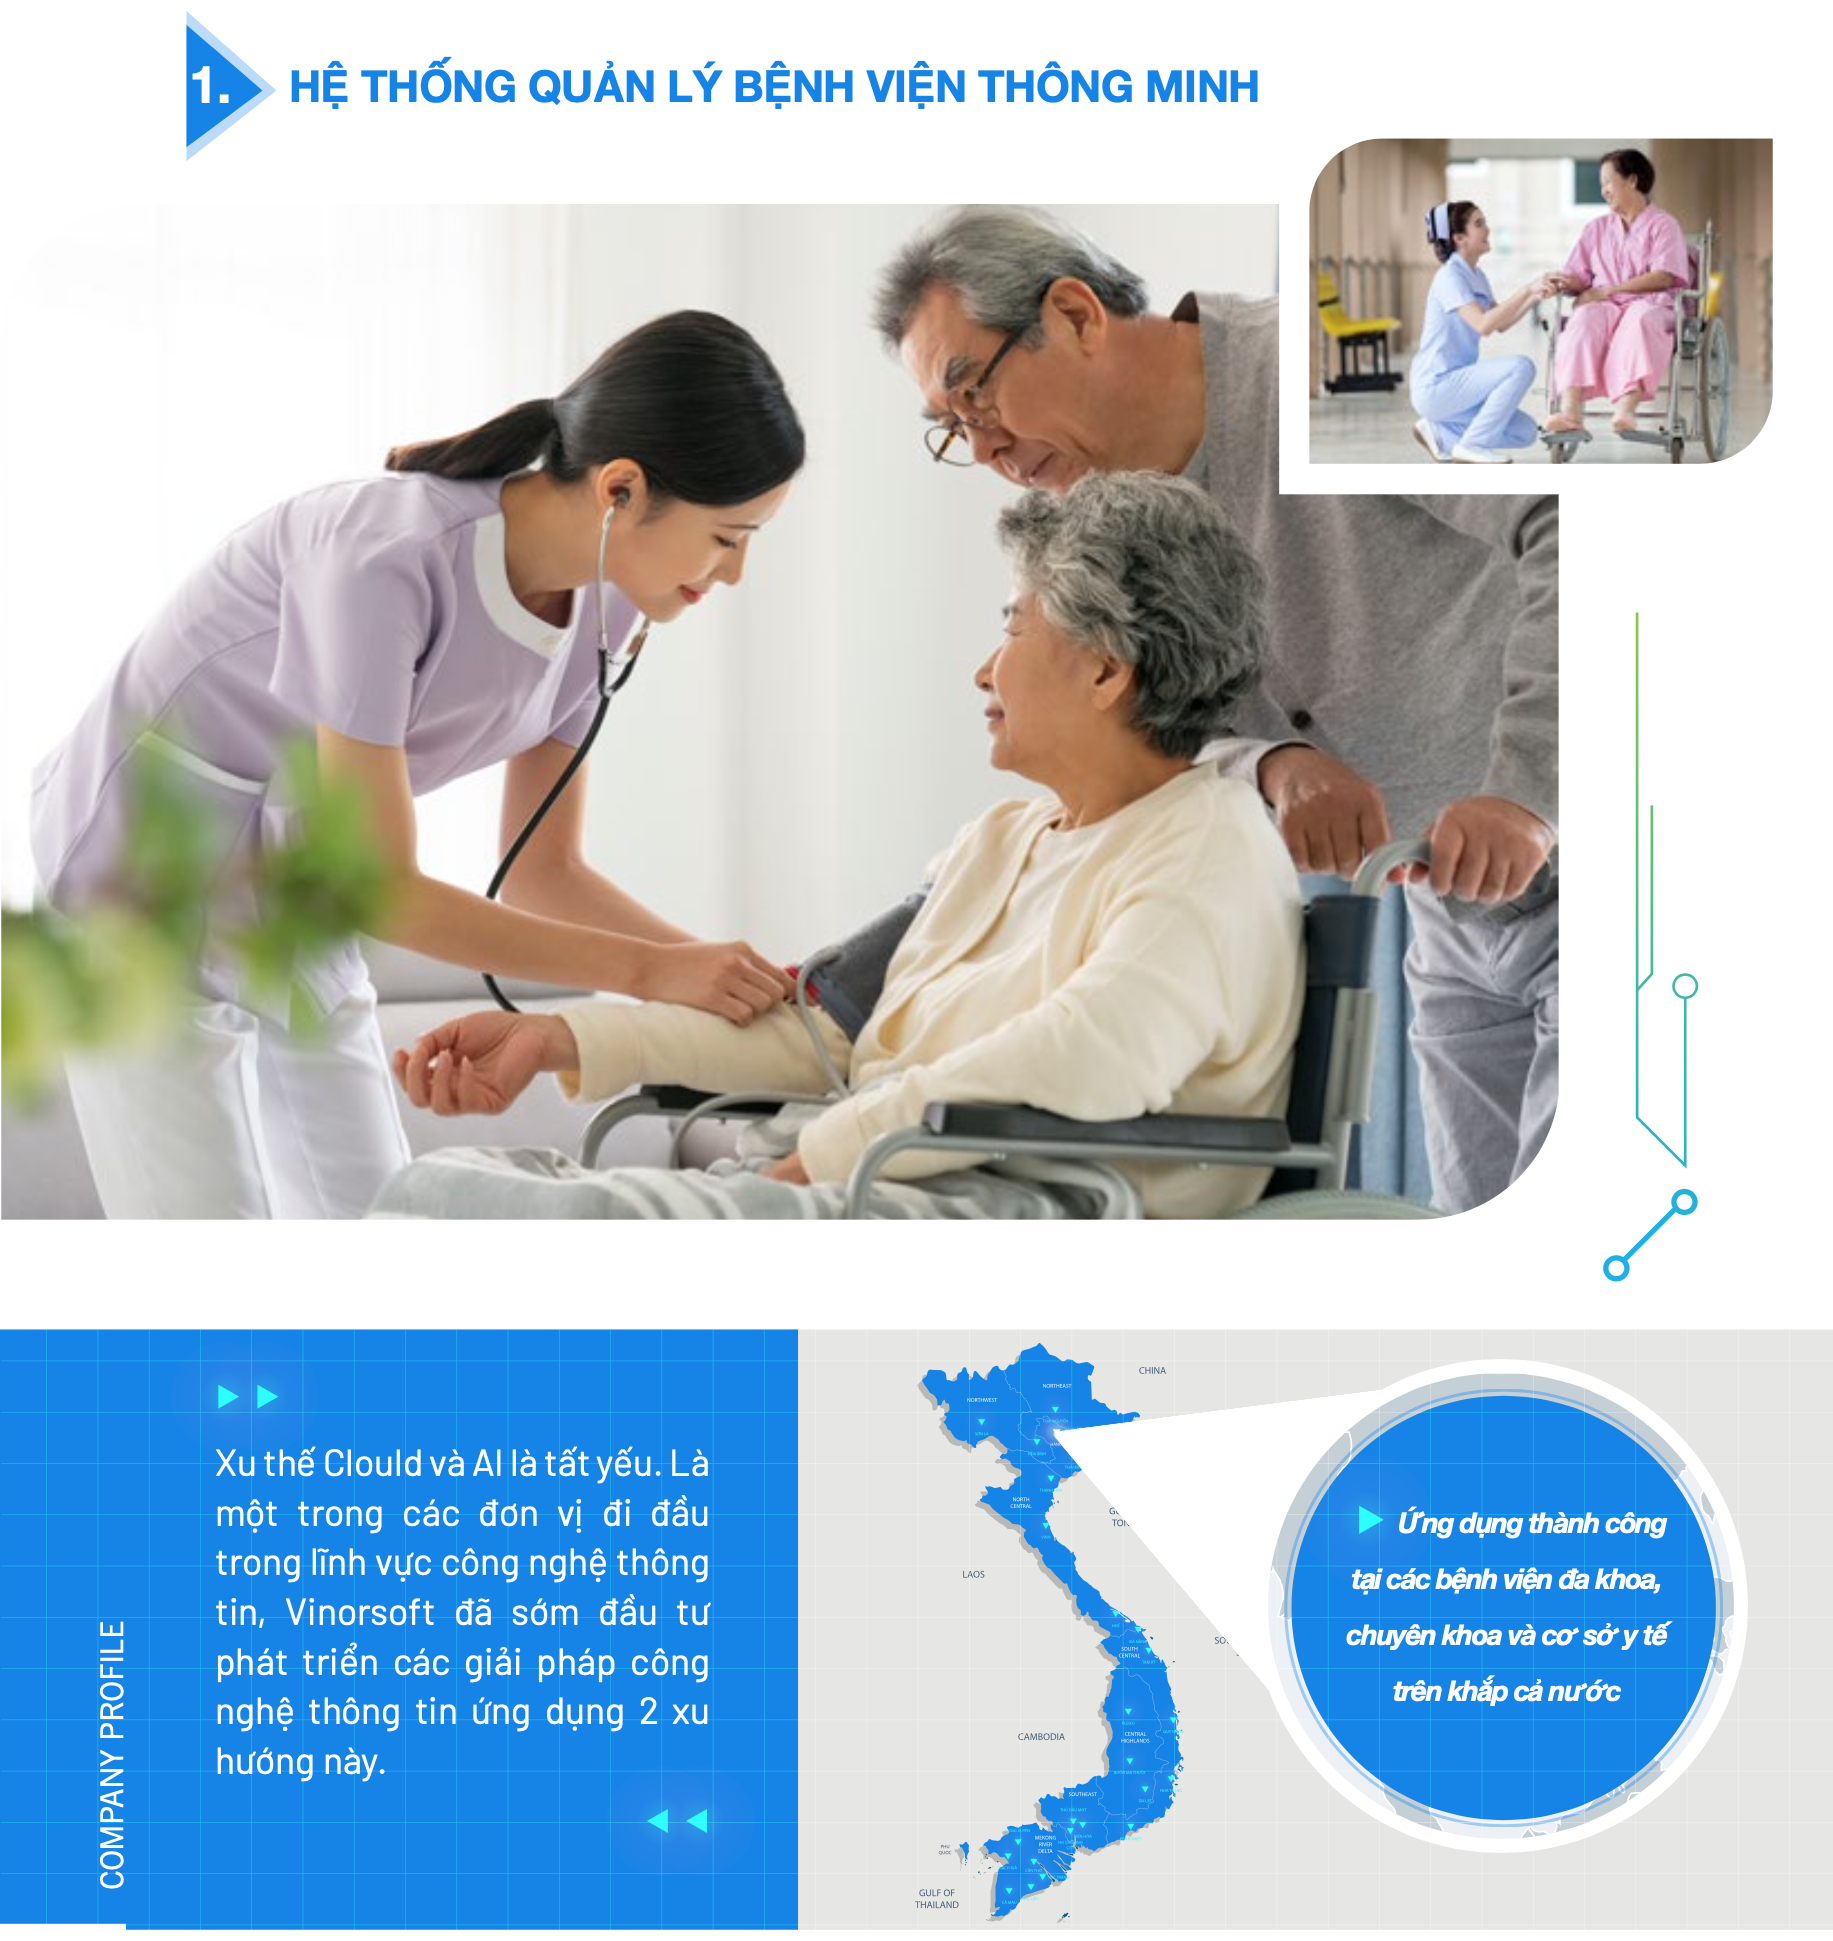 1.
HỆ THỐNG QUẢN LÝ BỆNH VIỆN THÔNG MINH
Xu thế Clould và AI là tất yếu. Là
một trong các đơn vị đi đầu
trong lĩnh vực công nghệ thông
tin, Vinorsoft đã sớm đầu tư
phát triển các giải pháp công
nghệ thông tin ứng dụng 2 xu
hướng này.
COMPANY PROFILE
CHINA
NORTHEAST
NORTHWEST
NORTH
CENTRAL
LAOS
SOUTH
CENTRAL
CAMBODIA
CENTRAL
HIGHLANDS
SOUTHEAST
MEKONG
RIVER
DELTA
PHU
QUOC
GULF OF
THAILAND
Ứng dụng thành công
tại các bệnh viện đa khoa,
chuyên khoa và cơ sở y tế
trên khắp cả nước